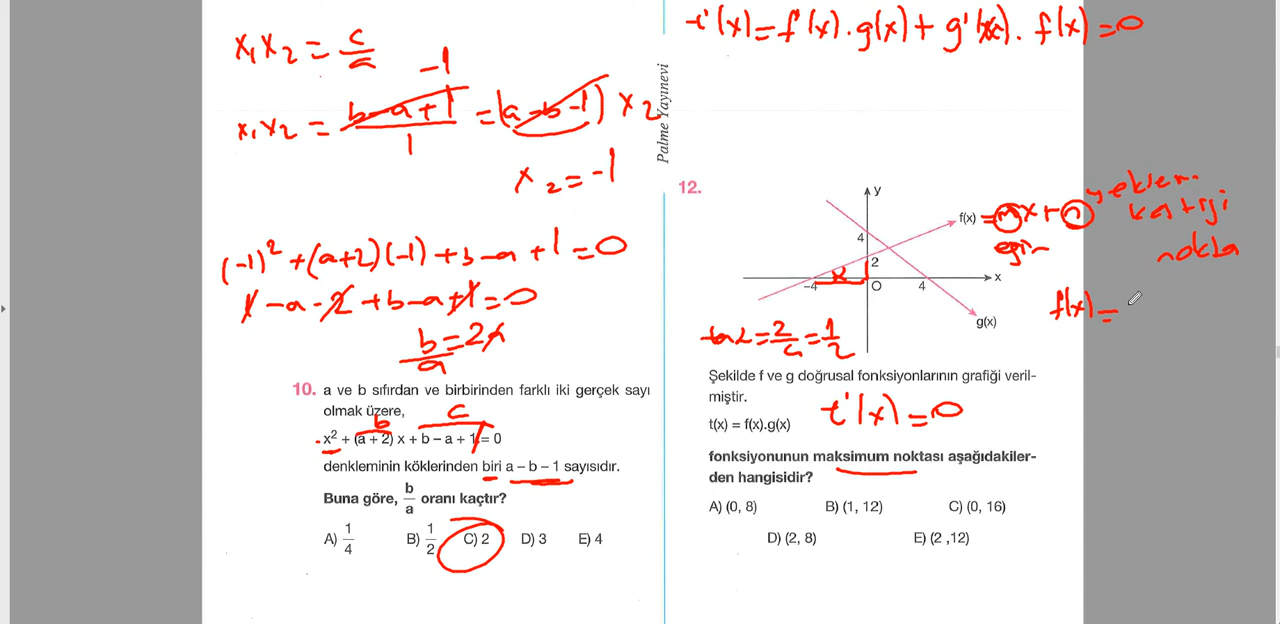 x₁x₂ = c/a
x₁x₂ = (b-a+1)/1 = (a-b-1) x₂
-1
x₂ = -1
(-1)² + (a+2)(-1) + b-a+1 = 0
1-a-2+b-a+1=0
b/a = 2
10. a ve b sıfırdan ve birbirinden farklı iki gerçek sayı
olmak üzere,
b c
x² + (a + 2) x + b – a + 1 = 0
denkleminin köklerinden biri a – b – 1 sayısıdır.
Buna göre, b/a oranı kaçtır?
A) 1/4 B) 1/2 C) 2 D) 3 E) 4
Palme Yayınevi
t'(x) = f'(x).g(x) + g'(x).f(x) = 0
12.
y
4
2
-4
O
4
x
f(x) = mx + n
g(x)
eğim
yeklem
katsji
nokta
f(x) =
tanα = 2/4 = 1/2
Şekilde f ve g doğrusal fonksiyonlarının grafiği veril-
miştir.
t(x) = f(x).g(x)
t'(x) = 0
fonksiyonunun maksimum noktası aşağıdakiler-
den hangisidir?
A) (0, 8) B) (1, 12) C) (0, 16)
D) (2, 8) E) (2 ,12)